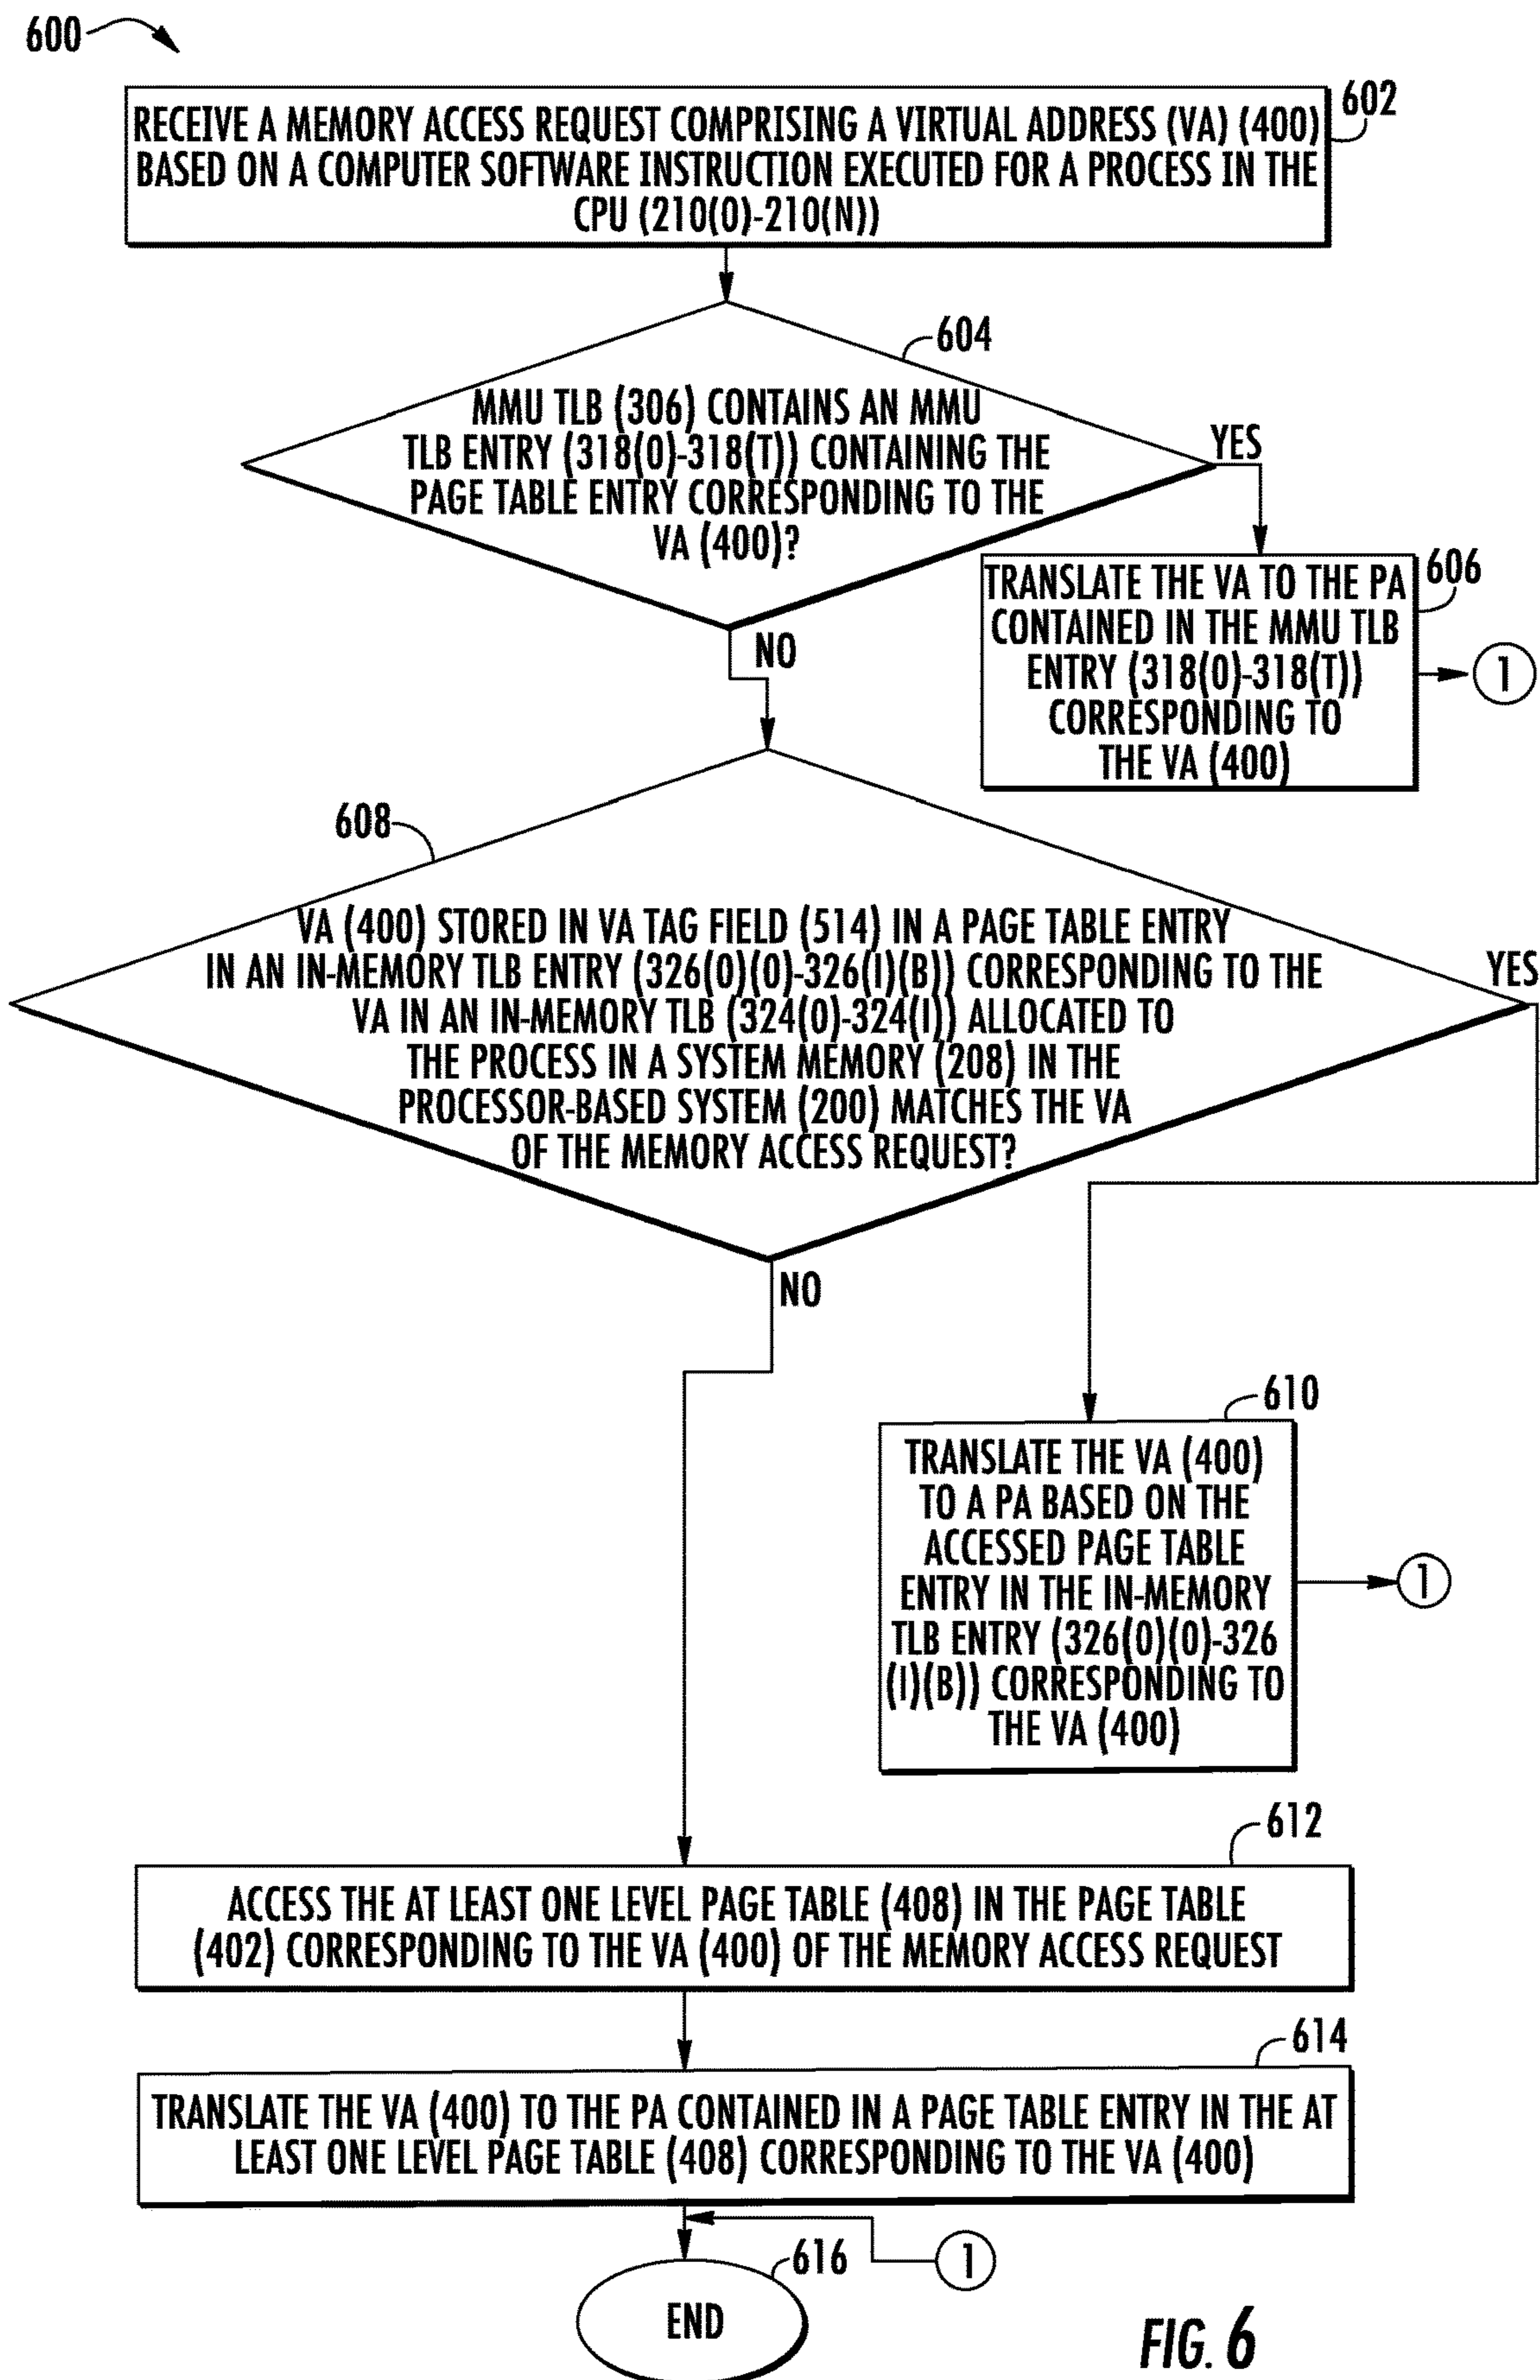 600
RECEIVE A MEMORY ACCESS REQUEST COMPRISING A VIRTUAL ADDRESS (VA) (400)
BASED ON A COMPUTER SOFTWARE INSTRUCTION EXECUTED FOR A PROCESS IN THE
CPU (210(0)-210(N))
602
604
MMU TLB (306) CONTAINS AN MMU
TLB ENTRY (318(0)-318(T)) CONTAINING THE
PAGE TABLE ENTRY CORRESPONDING TO THE
VA (400)?
YES
NO
606
TRANSLATE THE VA TO THE PA
CONTAINED IN THE MMU TLB
ENTRY (318(0)-318(T))
CORRESPONDING TO
THE VA (400)
1
608
VA (400) STORED IN VA TAG FIELD (514) IN A PAGE TABLE ENTRY
IN AN IN-MEMORY TLB ENTRY (326(0)(0)-326(I)(B)) CORRESPONDING TO THE
VA IN AN IN-MEMORY TLB (324(0)-324(I)) ALLOCATED TO
THE PROCESS IN A SYSTEM MEMORY (208) IN THE
PROCESSOR-BASED SYSTEM (200) MATCHES THE VA
OF THE MEMORY ACCESS REQUEST?
YES
NO
610
TRANSLATE THE VA (400)
TO A PA BASED ON THE
ACCESSED PAGE TABLE
ENTRY IN THE IN-MEMORY
TLB ENTRY (326(0)(0)-326
(I)(B)) CORRESPONDING TO
THE VA (400)
1
612
ACCESS THE AT LEAST ONE LEVEL PAGE TABLE (408) IN THE PAGE TABLE
(402) CORRESPONDING TO THE VA (400) OF THE MEMORY ACCESS REQUEST
614
TRANSLATE THE VA (400) TO THE PA CONTAINED IN A PAGE TABLE ENTRY IN THE AT
LEAST ONE LEVEL PAGE TABLE (408) CORRESPONDING TO THE VA (400)
616
1
END
FIG. 6